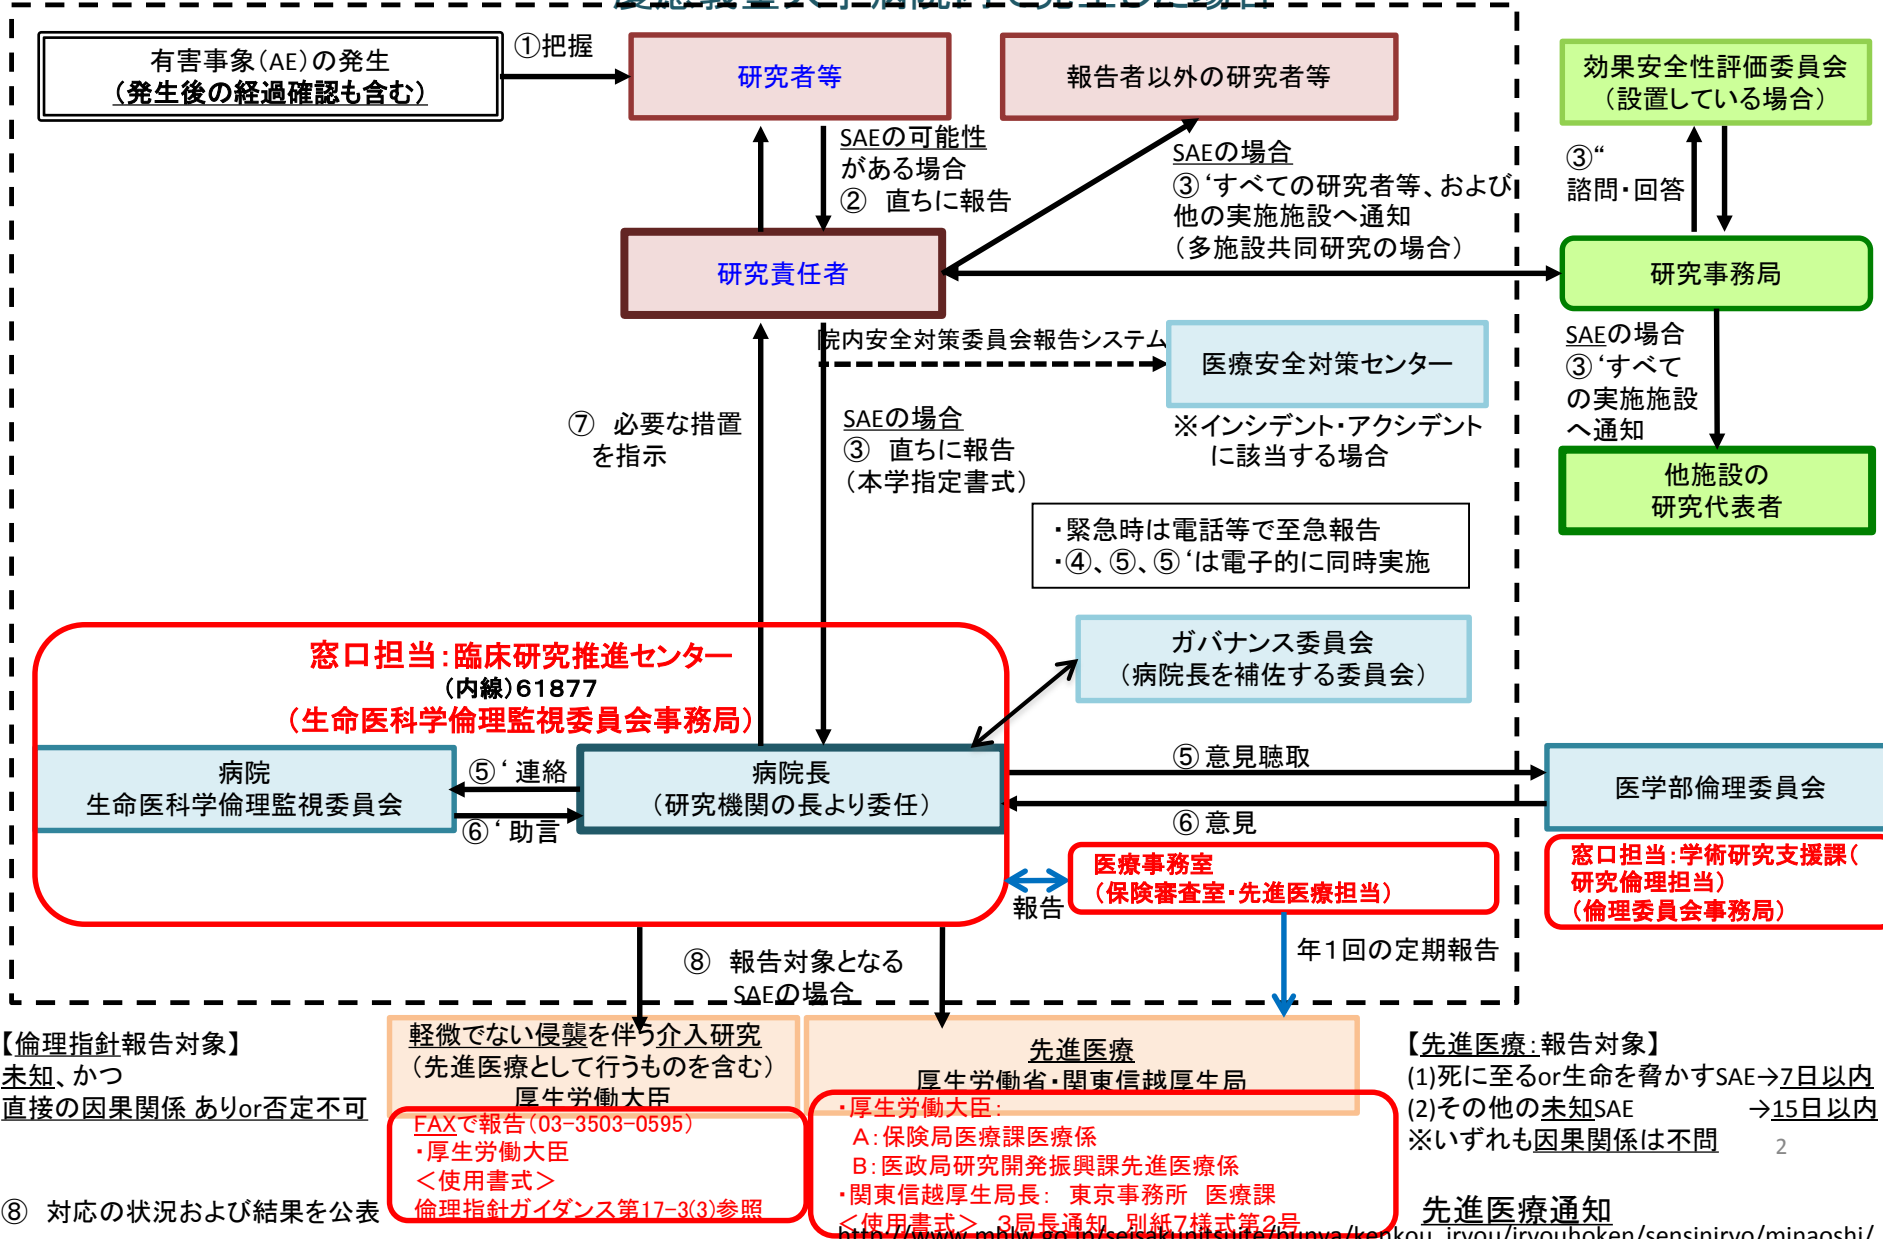 慶應義塾大学病院内で発生した場合
有害事象(AE)の発生
(発生後の経過確認も含む)
①把握
研究者等
報告者以外の研究者等
効果安全性評価委員会
(設置している場合)
SAEの可能性
がある場合
② 直ちに報告
SAEの場合
③‘すべての研究者等、および
他の実施施設へ通知
(多施設共同研究の場合)
③“
諮問・回答
研究責任者
研究事務局
院内安全対策委員会報告システム
医療安全対策センター
※インシデント・アクシデント
に該当する場合
SAEの場合
③‘すべて
の実施施設
へ通知
⑦ 必要な措置
を指示
SAEの場合
③ 直ちに報告
(本学指定書式)
他施設の
研究代表者
・緊急時は電話等で至急報告
・④、⑤、⑤‘は電子的に同時実施
窓口担当:臨床研究推進センター
(内線)61877
(生命医科学倫理監視委員会事務局)
ガバナンス委員会
(病院長を補佐する委員会)
病院
生命医科学倫理監視委員会
⑤‘連絡
⑥‘助言
病院長
(研究機関の長より委任)
⑤意見聴取
⑥意見
医学部倫理委員会
医療事務室
(保険審査室・先進医療担当)
報告
窓口担当:学術研究支援課(
研究倫理担当)
(倫理委員会事務局)
⑧ 報告対象となる
SAEの場合
年1回の定期報告
【倫理指針報告対象】
未知、かつ
直接の因果関係 ありor否定不可
軽微でない侵襲を伴う介入研究
(先進医療として行うものを含む)
厚生労働大臣
FAXで報告(03-3503-0595)
・厚生労働大臣
<使用書式>
倫理指針ガイダンス第17-3(3)参照
先進医療
厚生労働省・関東信越厚生局
・厚生労働大臣:
A:保険局医療課医療係
B:医政局研究開発振興課先進医療係
・関東信越厚生局長: 東京事務所 医療課
<使用書式> 3局長通知 別紙7様式第2号
【先進医療:報告対象】
(1)死に至るor生命を脅かすSAE→7日以内
(2)その他の未知SAE →15日以内
※いずれも因果関係は不問
2
⑧ 対応の状況および結果を公表
先進医療通知
http://www.mhlw.go.jp/seisakunitsuite/bunya/kenkou_iryou/iryouhoken/sensiniryo/minaoshi/